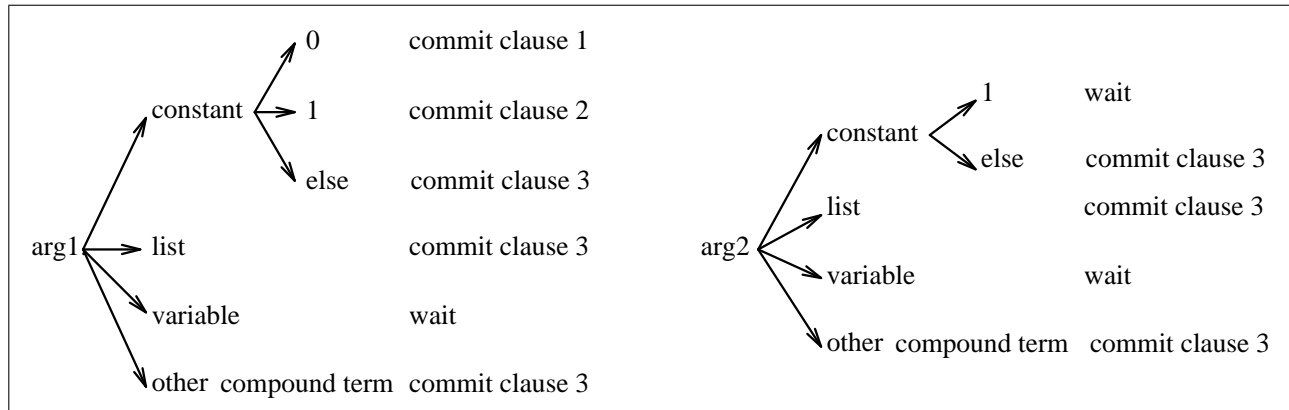 0 commit clause 1
constant 1 commit clause 2
else commit clause 3
arg1 list commit clause 3
variable wait
other compound term commit clause 3
1 wait
constant
else commit clause 3
list commit clause 3
arg2
variable wait
other compound term commit clause 3